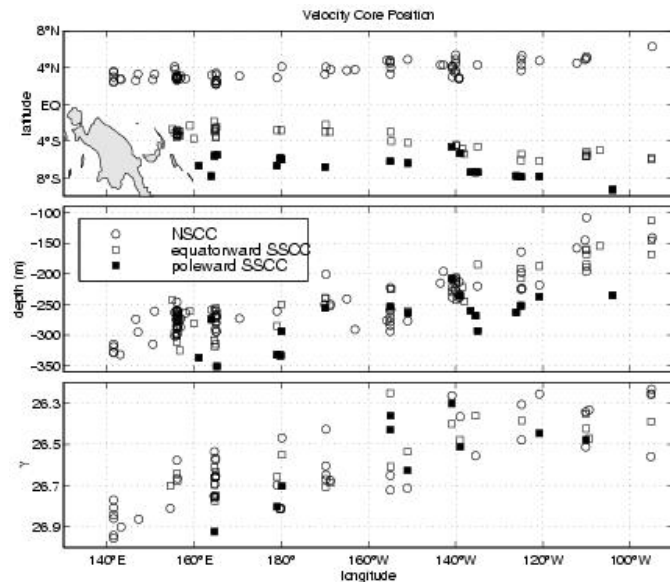 Velocity Core Position
8°N
4°N
EQ
4°S
8°S
latitude
−100
−150
−200
−250
−300
−350
depth (m)
NSCC
equatorward SSCC
poleward SSCC
26.3
26.5
26.7
26.9
γ
140°E
160°E
180°
160°W
140°W
120°W
100°W
longitude